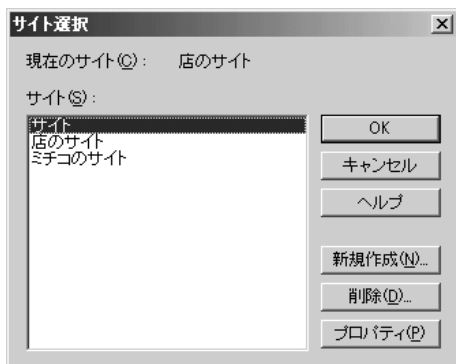 サイト選択
現在のサイト(C): 店のサイト
サイト(S):
サイト
店のサイト
ミチコのサイト
OK
キャンセル
ヘルプ
新規作成(N)...
削除(D)...
プロパティ(P)